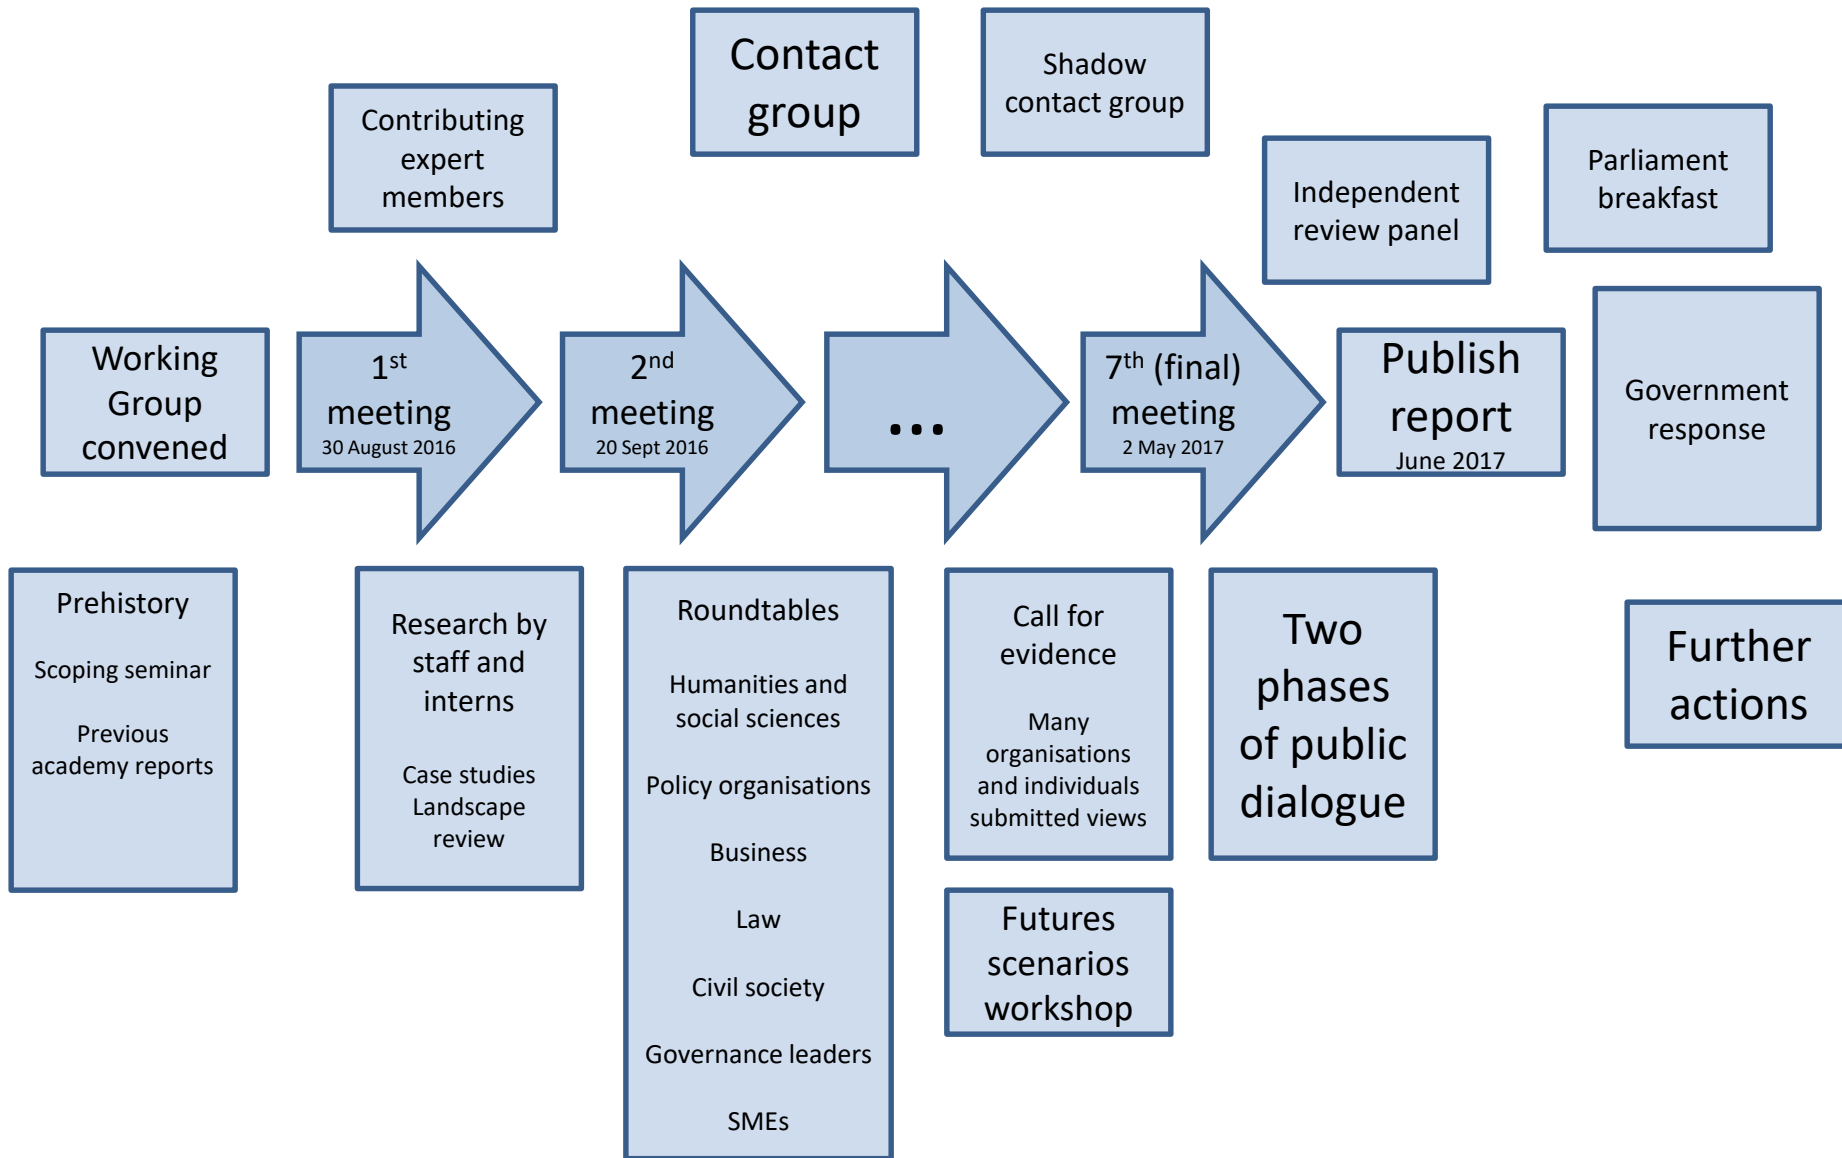 Contact
group
Shadow
contact group
Contributing
expert
members
Independent
review panel
Parliament
breakfast
Working
Group
convened
1st
meeting
30 August 2016
2nd
meeting
20 Sept 2016
...
7th (final)
meeting
2 May 2017
Publish
report
June 2017
Government
response
Prehistory
Scoping seminar
Previous
academy reports
Research by
staff and
interns
Case studies
Landscape
review
Roundtables
Humanities and
social sciences
Policy organisations
Business
Law
Civil society
Governance leaders
SMEs
Call for
evidence
Many
organisations
and individuals
submitted views
Futures
scenarios
workshop
Two
phases
of public
dialogue
Further
actions